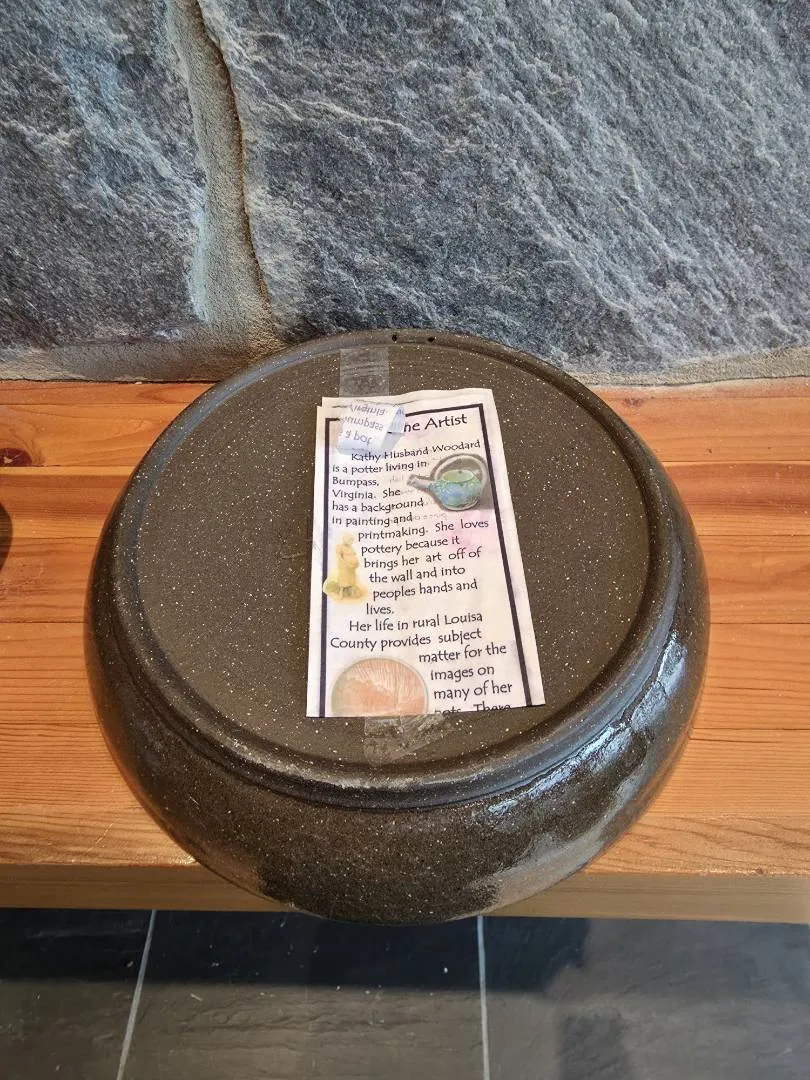 he Artist
Kathy Husband Woodard
is a potter living in
Bumpass,
Virginia. She
has a background
in painting and
printmaking. She loves
pottery because it
brings her art off of
the wall and into
peoples hands and
lives.
Her life in rural Louisa
County provides subject
matter for the
images on
many of her
pots. There